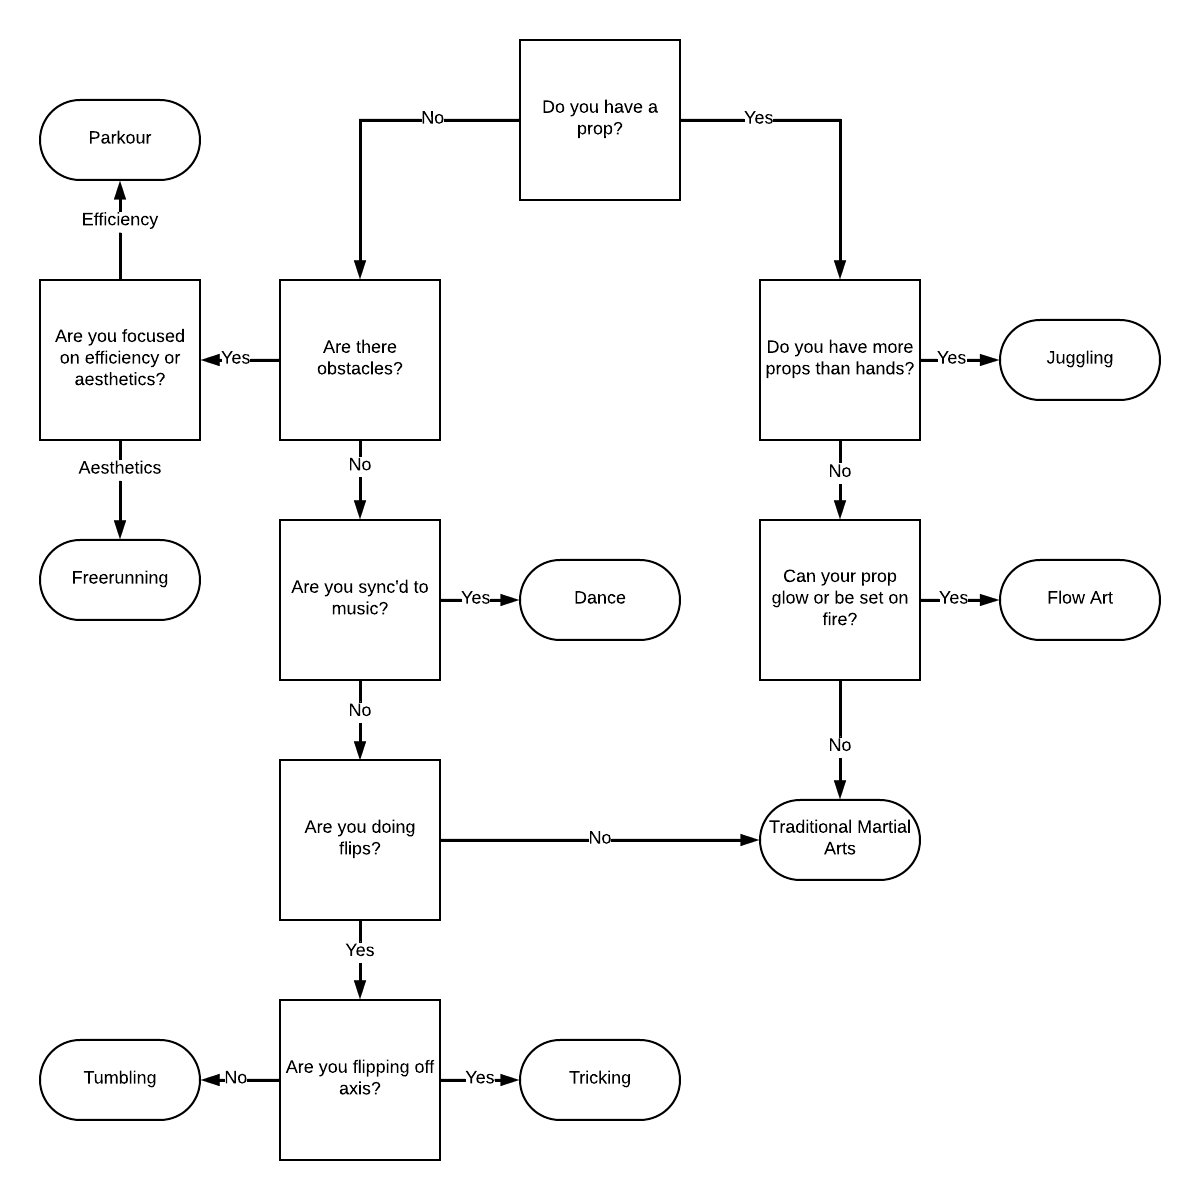 Do you have a
prop?
No
Yes
Parkour
Efficiency
Are you focused
on efficiency or
aesthetics?
Yes
Are there
obstacles?
Do you have more
props than hands?
Yes
Juggling
Aesthetics
No
No
Freerunning
Are you sync'd to
music?
Yes
Dance
Can your prop
glow or be set on
fire?
Yes
Flow Art
No
No
Are you doing
flips?
No
Traditional Martial
Arts
Yes
Tumbling
No
Are you flipping off
axis?
Yes
Tricking